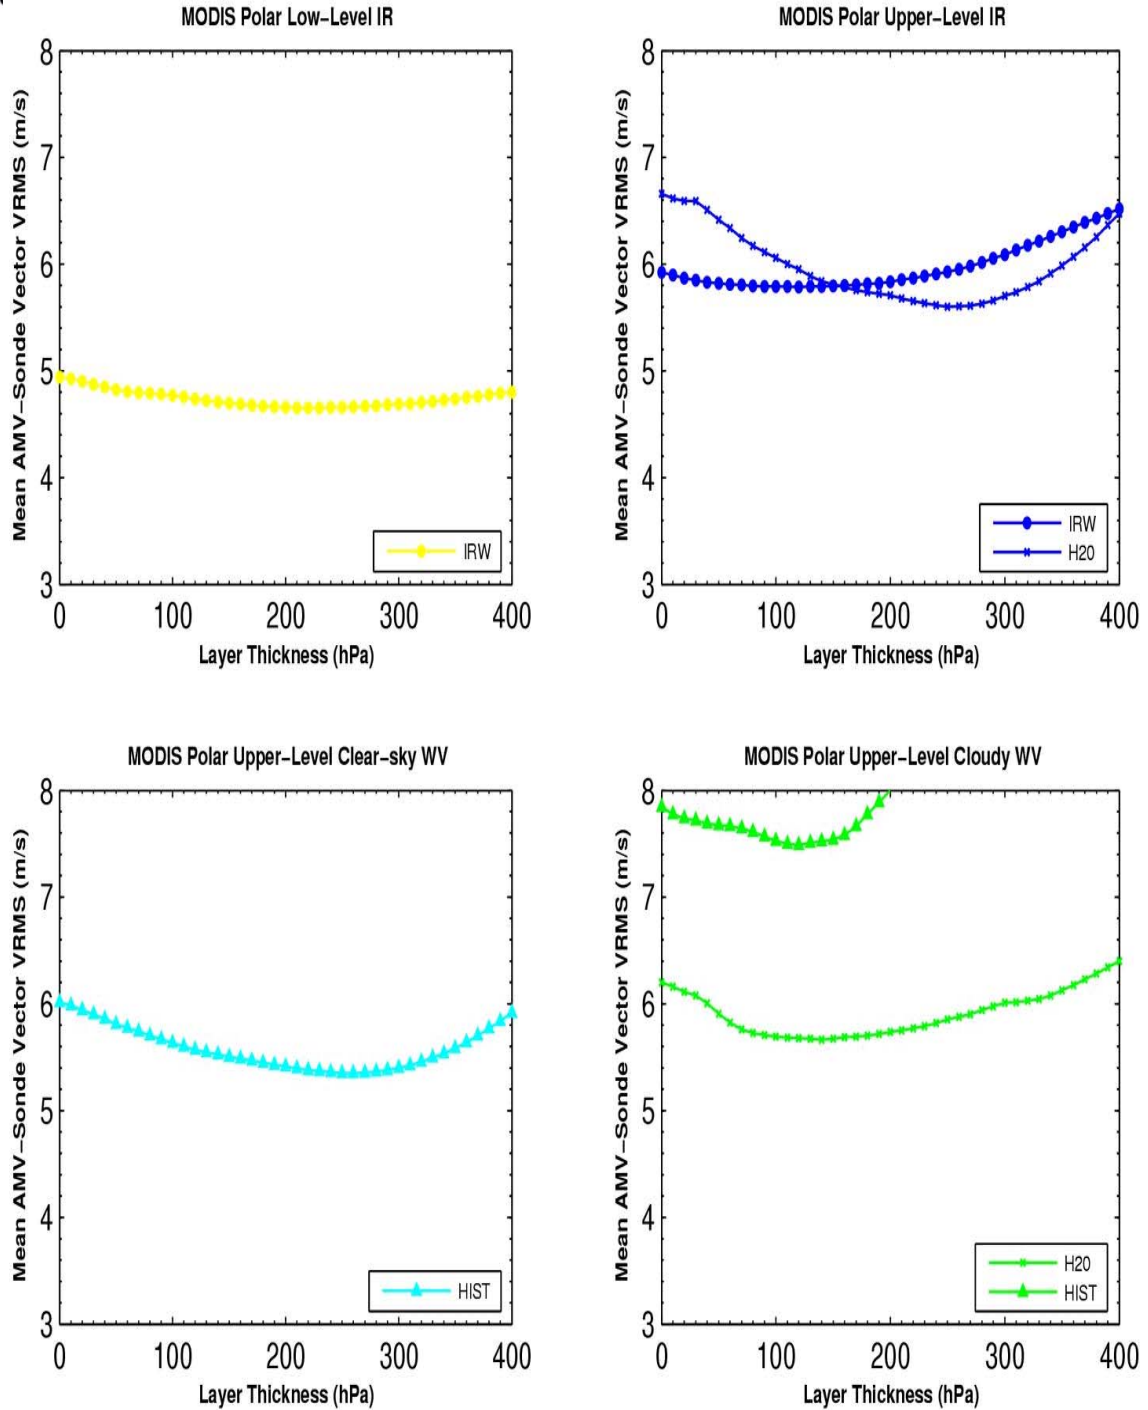 MODIS Polar Low-Level IR
8
7
6
5
4
3
Mean AMV-Sonde Vector VRMS (m/s)
IRW
0 100 200 300 400
Layer Thickness (hPa)
MODIS Polar Upper-Level IR
8
7
6
5
4
3
Mean AMV-Sonde Vector VRMS (m/s)
IRW
H20
0 100 200 300 400
Layer Thickness (hPa)
MODIS Polar Upper-Level Clear-sky WV
8
7
6
5
4
3
Mean AMV-Sonde Vector VRMS (m/s)
HIST
0 100 200 300 400
Layer Thickness (hPa)
MODIS Polar Upper-Level Cloudy WV
8
7
6
5
4
3
Mean AMV-Sonde Vector VRMS (m/s)
H20
HIST
0 100 200 300 400
Layer Thickness (hPa)